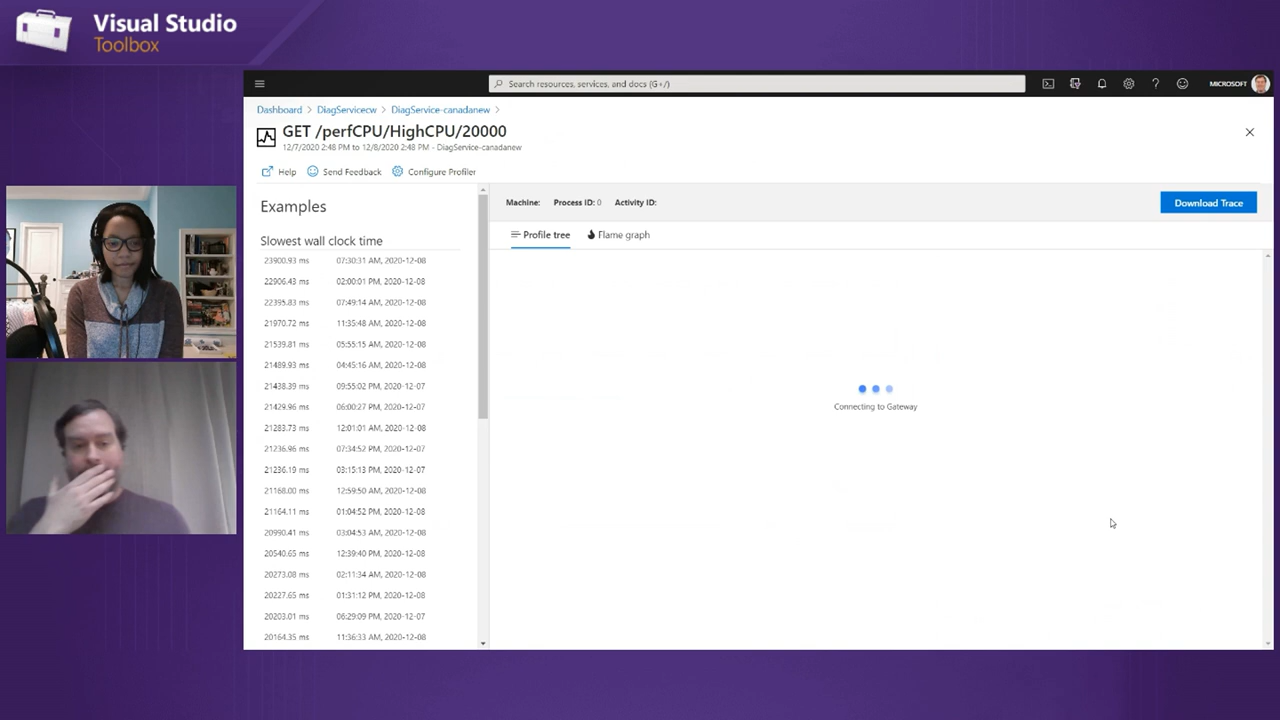 Visual Studio
Toolbox
Search resources, services, and docs (G+/)
MICROSOFT
Dashboard > DiagServicecw > DiagService-canadanew >
GET /perfCPU/HighCPU/20000
12/7/2020 2:48 PM to 12/8/2020 2:48 PM - DiagService-canadanew
Help Send Feedback Configure Profiler
Examples
Slowest wall clock time
23900.93 ms 07:30:31 AM, 2020-12-08
22906.43 ms 02:00:01 PM, 2020-12-08
22395.83 ms 07:49:14 AM, 2020-12-08
21970.72 ms 11:35:48 AM, 2020-12-08
21539.81 ms 05:55:15 AM, 2020-12-08
21489.93 ms 04:45:16 AM, 2020-12-08
21438.39 ms 09:55:02 PM, 2020-12-07
21429.96 ms 06:00:27 PM, 2020-12-07
21283.73 ms 12:01:01 AM, 2020-12-08
21236.96 ms 07:34:52 PM, 2020-12-07
21236.19 ms 03:15:13 PM, 2020-12-07
21168.00 ms 12:59:50 AM, 2020-12-08
21164.11 ms 01:04:52 PM, 2020-12-08
20990.41 ms 03:04:53 AM, 2020-12-08
20540.65 ms 12:39:40 PM, 2020-12-08
20273.08 ms 02:11:34 AM, 2020-12-08
20227.65 ms 01:31:12 PM, 2020-12-08
20203.01 ms 06:29:09 PM, 2020-12-07
20164.35 ms 11:36:33 AM, 2020-12-08
Machine: Process ID: 0 Activity ID:
Download Trace
Profile tree Flame graph
Connecting to Gateway